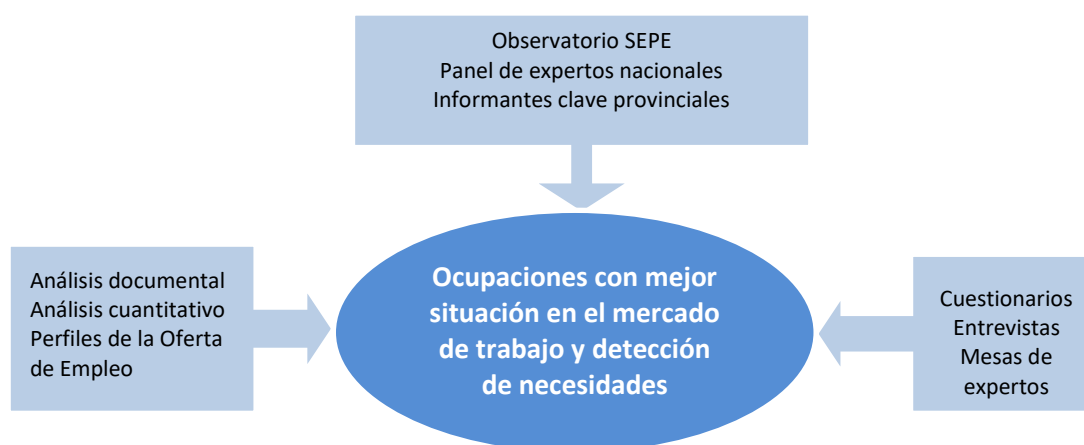 Observatorio SEPE
Panel de expertos nacionales
Informantes clave provinciales
Análisis documental
Análisis cuantitativo
Perfiles de la Oferta
de Empleo
Ocupaciones con mejor
situación en el mercado
de trabajo y detección
de necesidades
Cuestionarios
Entrevistas
Mesas de
expertos